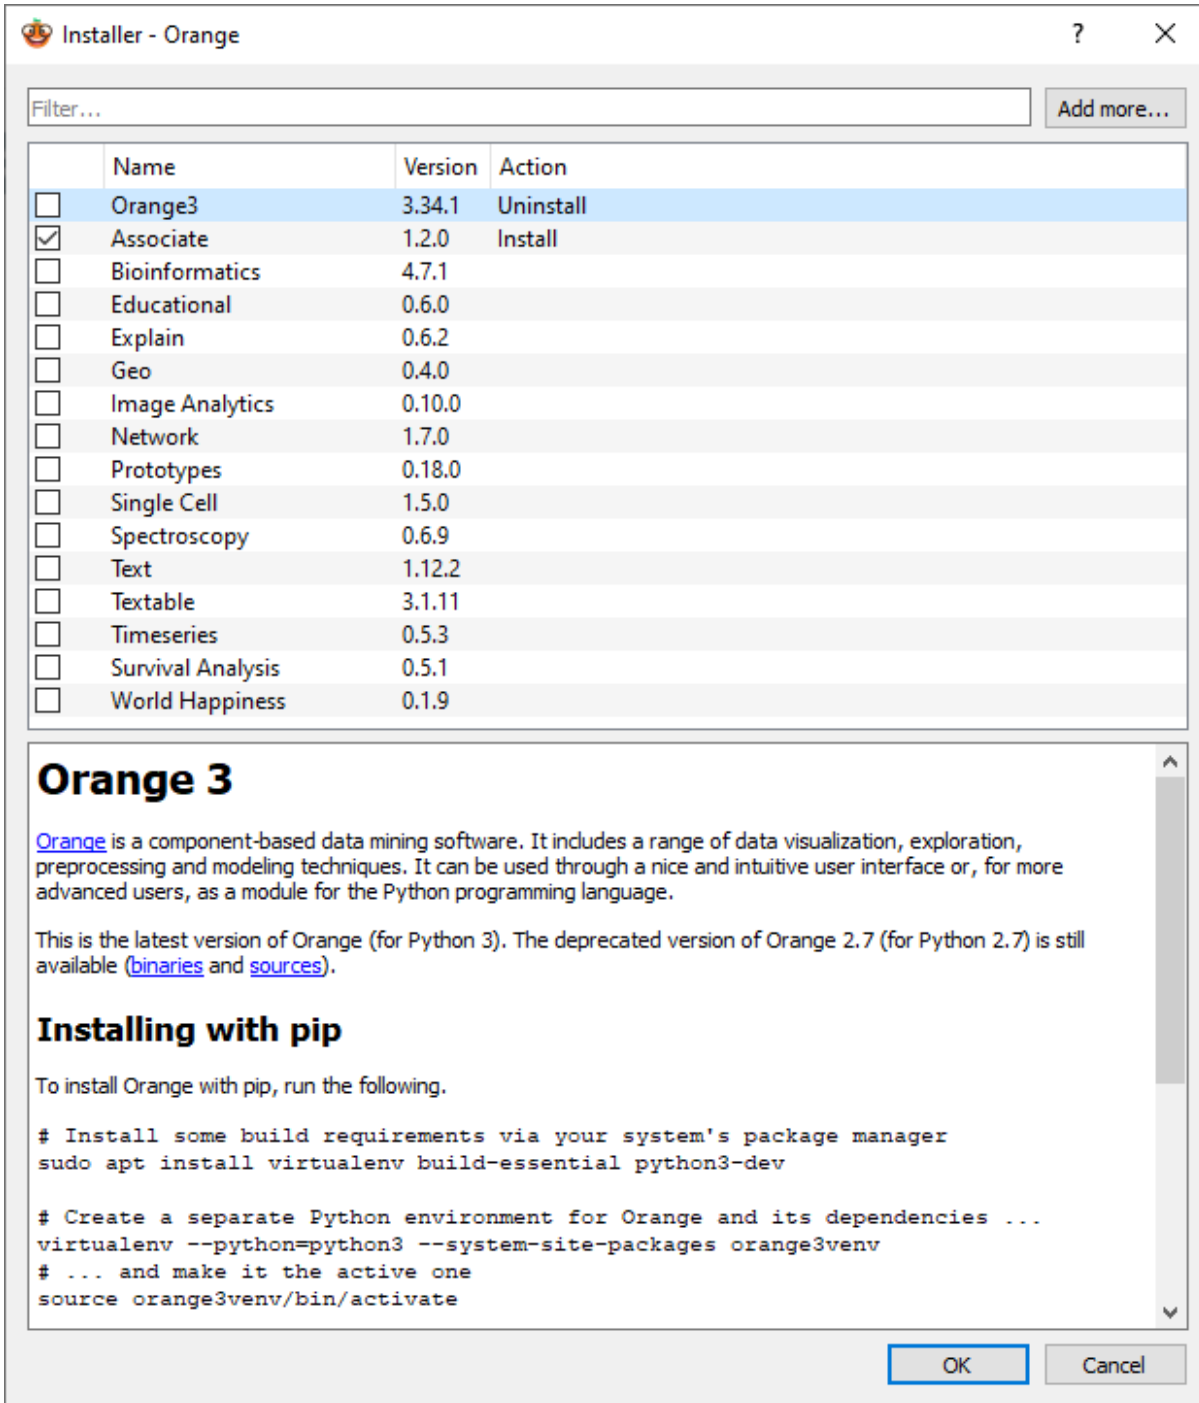 Installer - Orange
?
Filter...
Add more...
Name Version Action
Orange3 3.34.1 Uninstall
Associate 1.2.0 Install
Bioinformatics 4.7.1
Educational 0.6.0
Explain 0.6.2
Geo 0.4.0
Image Analytics 0.10.0
Network 1.7.0
Prototypes 0.18.0
Single Cell 1.5.0
Spectroscopy 0.6.9
Text 1.12.2
Textable 3.1.11
Timeseries 0.5.3
Survival Analysis 0.5.1
World Happiness 0.1.9
Orange 3
Orange is a component-based data mining software. It includes a range of data visualization, exploration,
preprocessing and modeling techniques. It can be used through a nice and intuitive user interface or, for more
advanced users, as a module for the Python programming language.
This is the latest version of Orange (for Python 3). The deprecated version of Orange 2.7 (for Python 2.7) is still
available (binaries and sources).
Installing with pip
To install Orange with pip, run the following.
# Install some build requirements via your system's package manager
sudo apt install virtualenv build-essential python3-dev
# Create a separate Python environment for Orange and its dependencies ...
virtualenv --python=python3 --system-site-packages orange3venv
# ... and make it the active one
source orange3venv/bin/activate
OK
Cancel